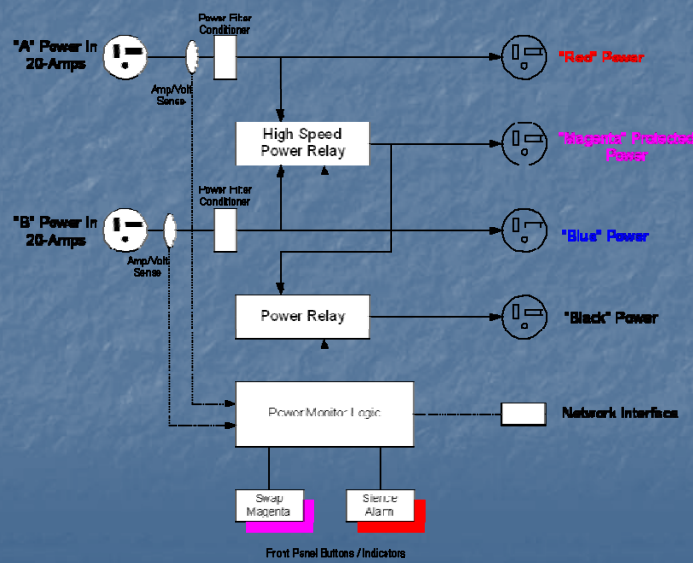 Power Filter
Conditioner
"A" Power In
20-Amps
Amp/Volt
Sense
"Red" Power
High Speed
Power Relay
"Magenta" Protected
Power
Power Filter
Conditioner
"B" Power In
20-Amps
Amp/Volt
Sense
"Blue" Power
Power Relay
"Black" Power
Power Monitor Logic
Network Interface
Swap
Magenta
Silence
Alarm
Front Panel Buttons / Indicators